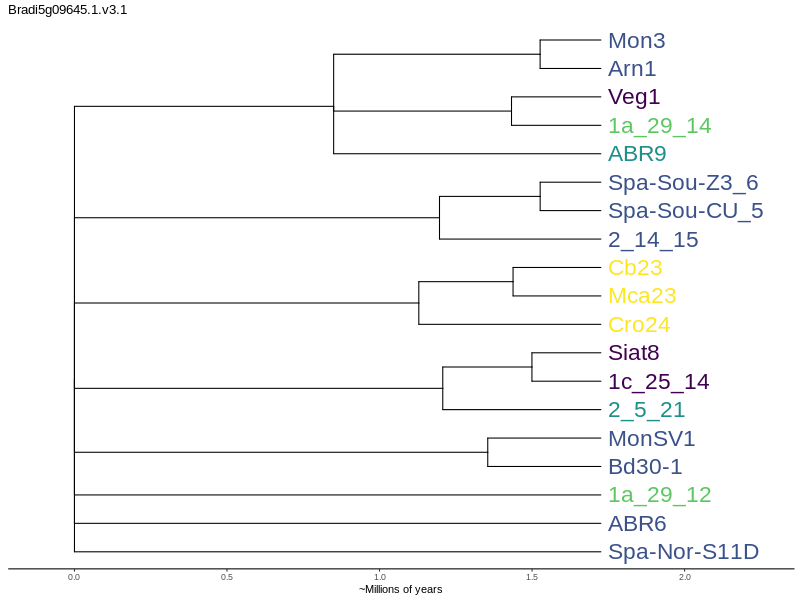 Bradi5g09645.1.v3.1
Mon3
Arn1
Veg1
1a_29_14
ABR9
Spa-Sou-Z3_6
Spa-Sou-CU_5
2_14_15
Cb23
Mca23
Cro24
Siat8
1c_25_14
2_5_21
MonSV1
Bd30-1
1a_29_12
ABR6
Spa-Nor-S11D
0.0 0.5 1.0 1.5 2.0
~Millions of years